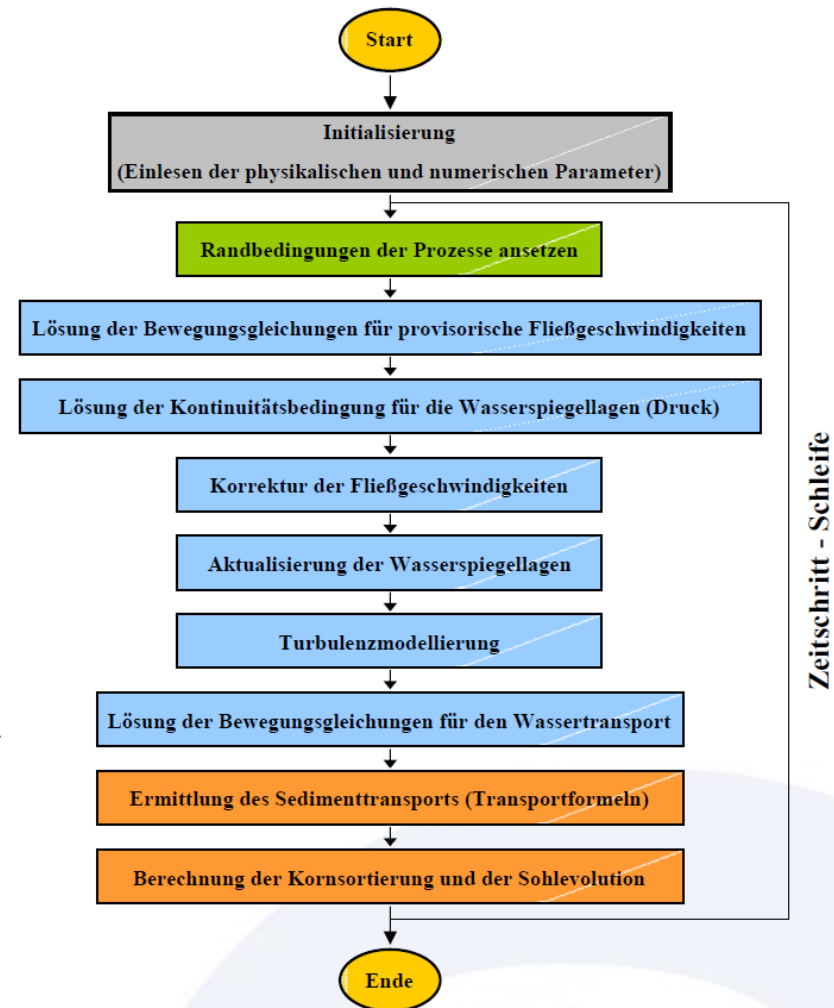 Start
Initialisierung
(Einlesen der physikalischen und numerischen Parameter)
Randbedingungen der Prozesse ansetzen
Lösung der Bewegungsgleichungen für provisorische Fließgeschwindigkeiten
Lösung der Kontinuitätsbedingung für die Wasserspiegellagen (Druck)
Korrektur der Fließgeschwindigkeiten
Aktualisierung der Wasserspiegellagen
Turbulenzmodellierung
Lösung der Bewegungsgleichungen für den Wassertransport
Ermittlung des Sedimenttransports (Transportformeln)
Berechnung der Kornsortierung und der Sohlevolution
Ende
Zeitschritt - Schleife